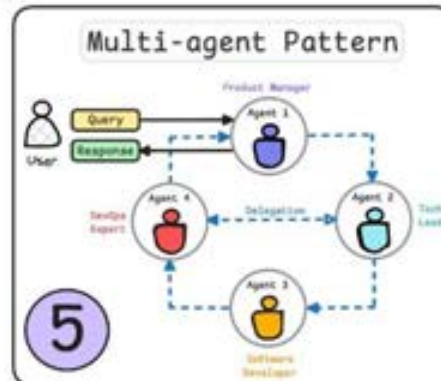 Multi-agent Pattern
Product Manager
Query
Agent 1
Response
User
Agent 4
Agent 2
DevOps
Expert
Delegation
Tech
Lead
Agent 3
5
Software
Developer